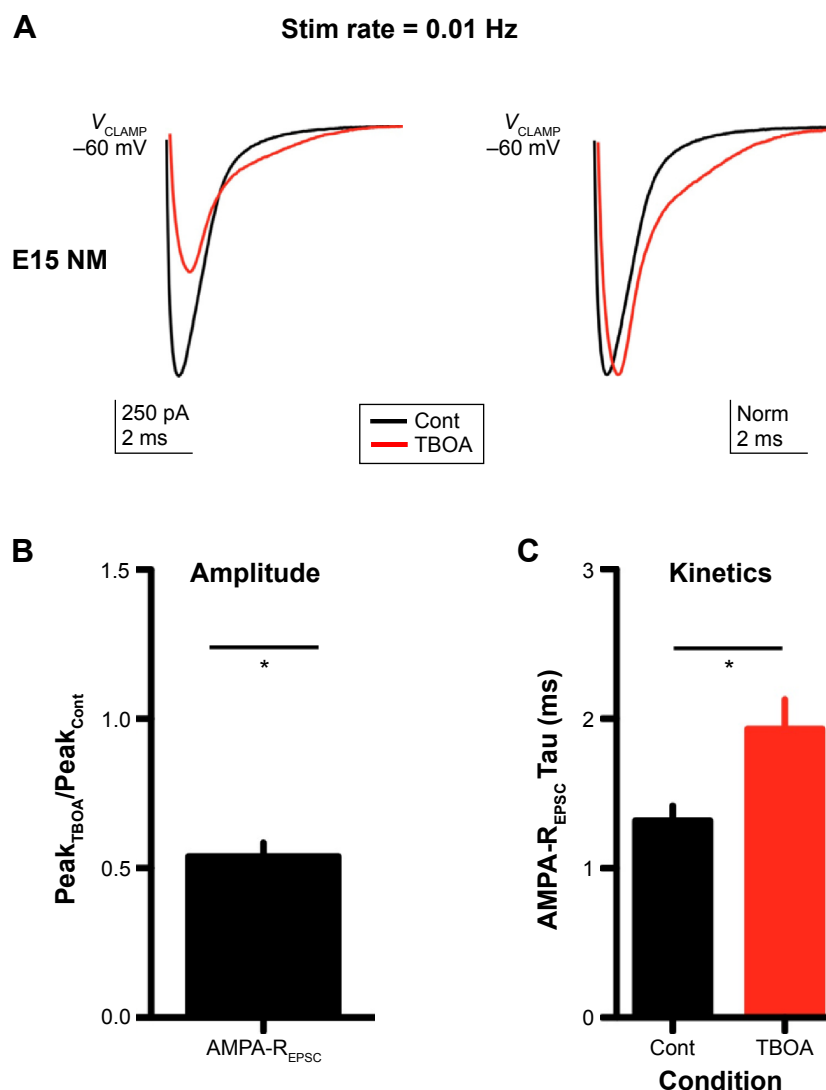 A
Stim rate = 0.01 Hz
VCLAMP
–60 mV
VCLAMP
–60 mV
E15 NM
250 pA
2 ms
Cont
TBOA
Norm
2 ms
B
Amplitude
1.5
*
1.0
0.5
0.0
PeakTBOA/PeakCont
AMPA-REPSC
C
Kinetics
3
*
2
1
0
AMPA-REPSC Tau (ms)
Cont
TBOA
Condition